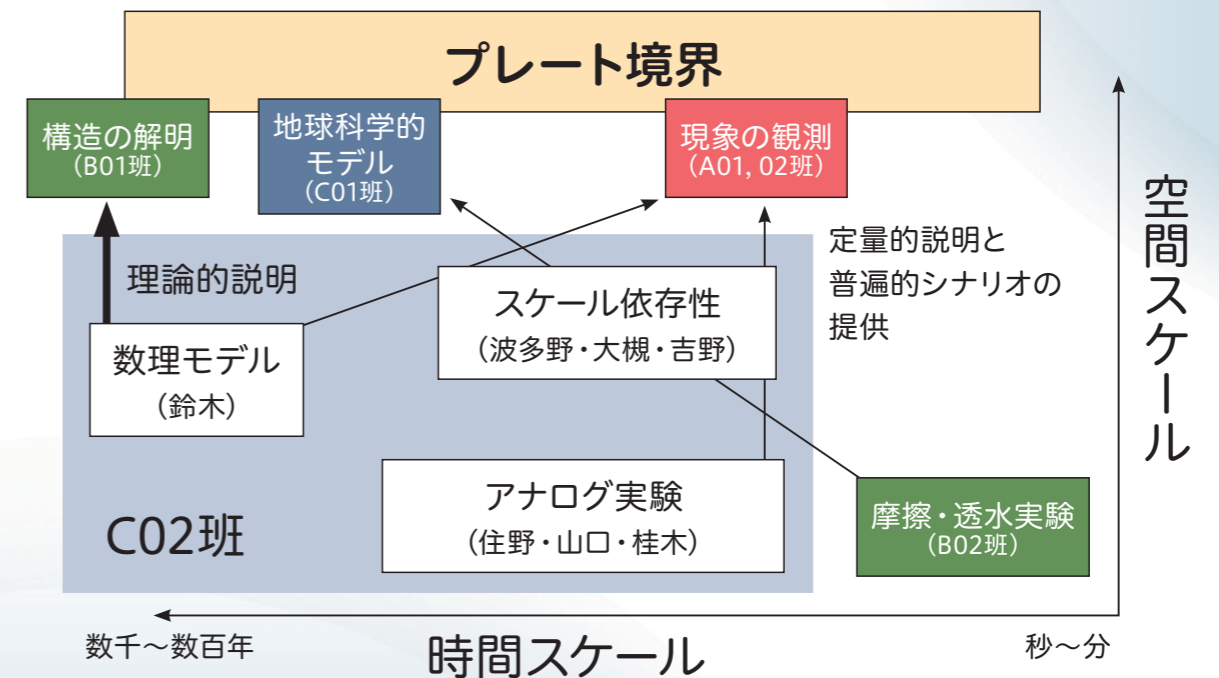 プレート境界
構造の解明
(B01班)
地球科学的
モデル
(C01班)
現象の観測
(A01, 02班)
理論的説明
定量的説明と
普遍的シナリオの
提供
数理モデル
(鈴木)
スケール依存性
(波多野・大槻・吉野)
アナログ実験
(住野・山口・桂木)
C02班
摩擦・透水実験
(B02班)
空間スケール
数千〜数百年
時間スケール
秒〜分